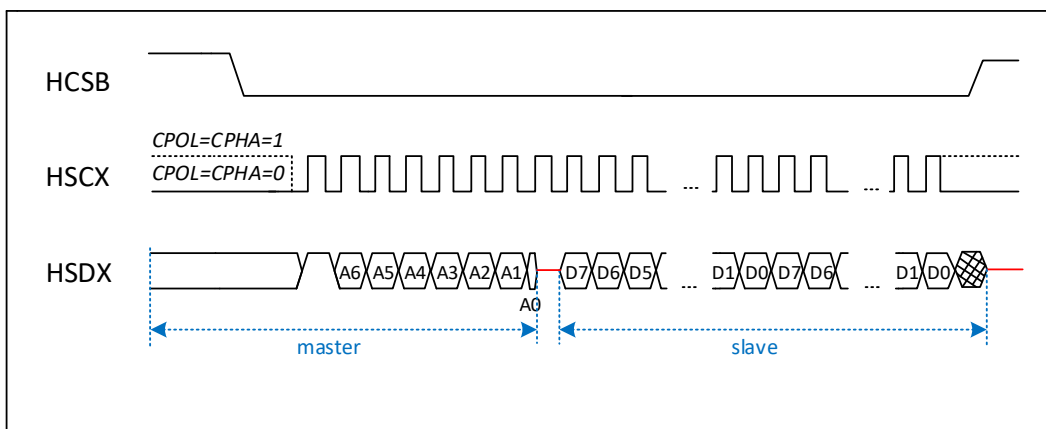 HCSB
CPOL=CPHA=1
CPOL=CPHA=0
HSCX
... ...
HSDX
A6 A5 A4 A3 A2 A1 D7 D6 D5 ... D1 D0 D7 D6 ... D1 D0
A0
master slave